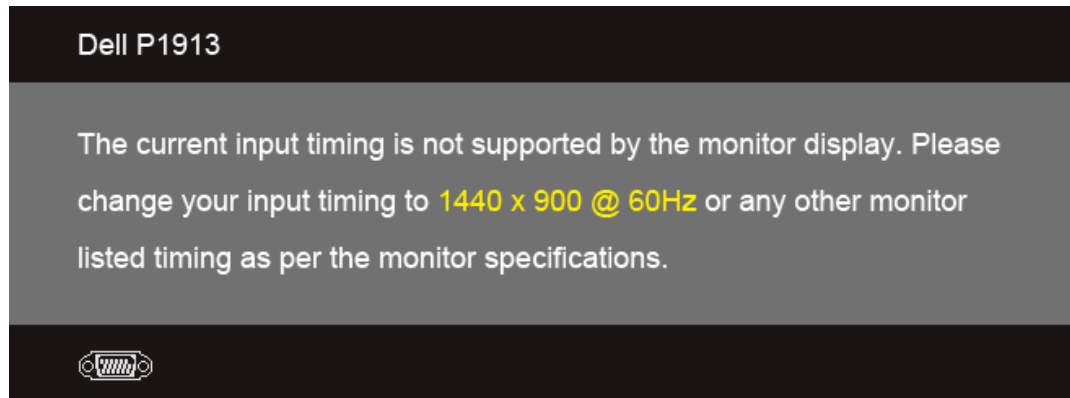 Dell P1913
The current input timing is not supported by the monitor display. Please
change your input timing to 1440 x 900 @ 60Hz or any other monitor
listed timing as per the monitor specifications.